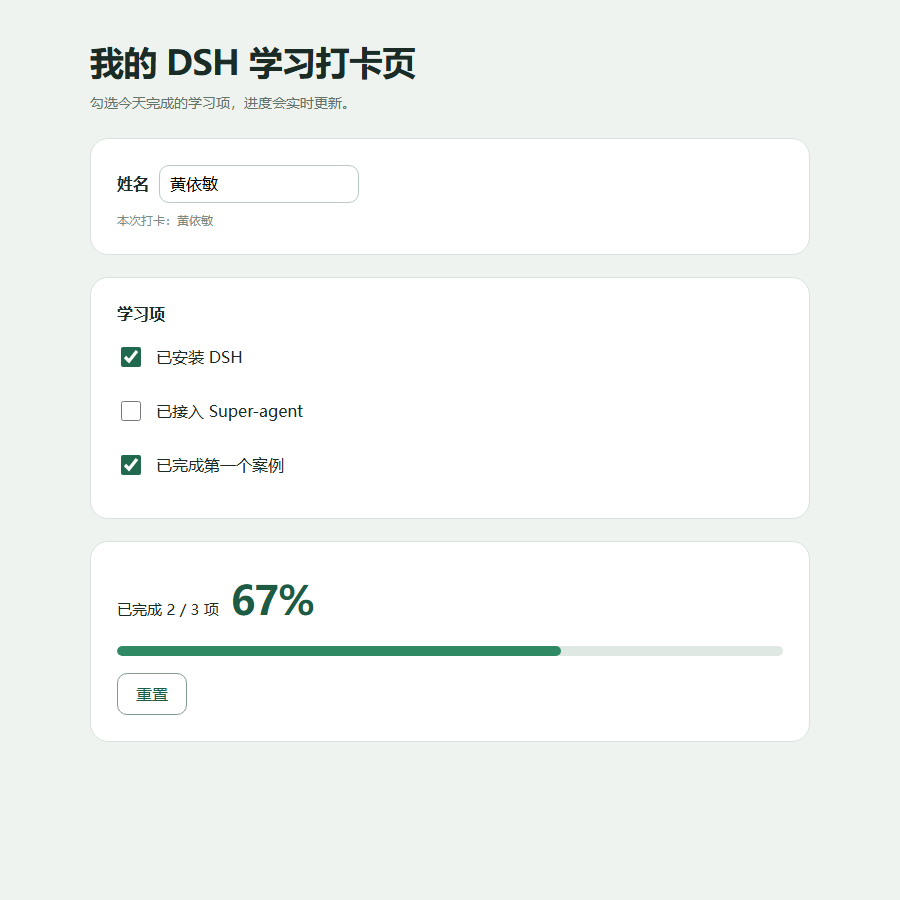 我的 DSH 学习打卡页
勾选今天完成的学习项，进度会实时更新。
姓名 黄依敏
本次打卡：黄依敏
学习项
已安装 DSH
已接入 Super-agent
已完成第一个案例
已完成 2 / 3 项 67%
重置